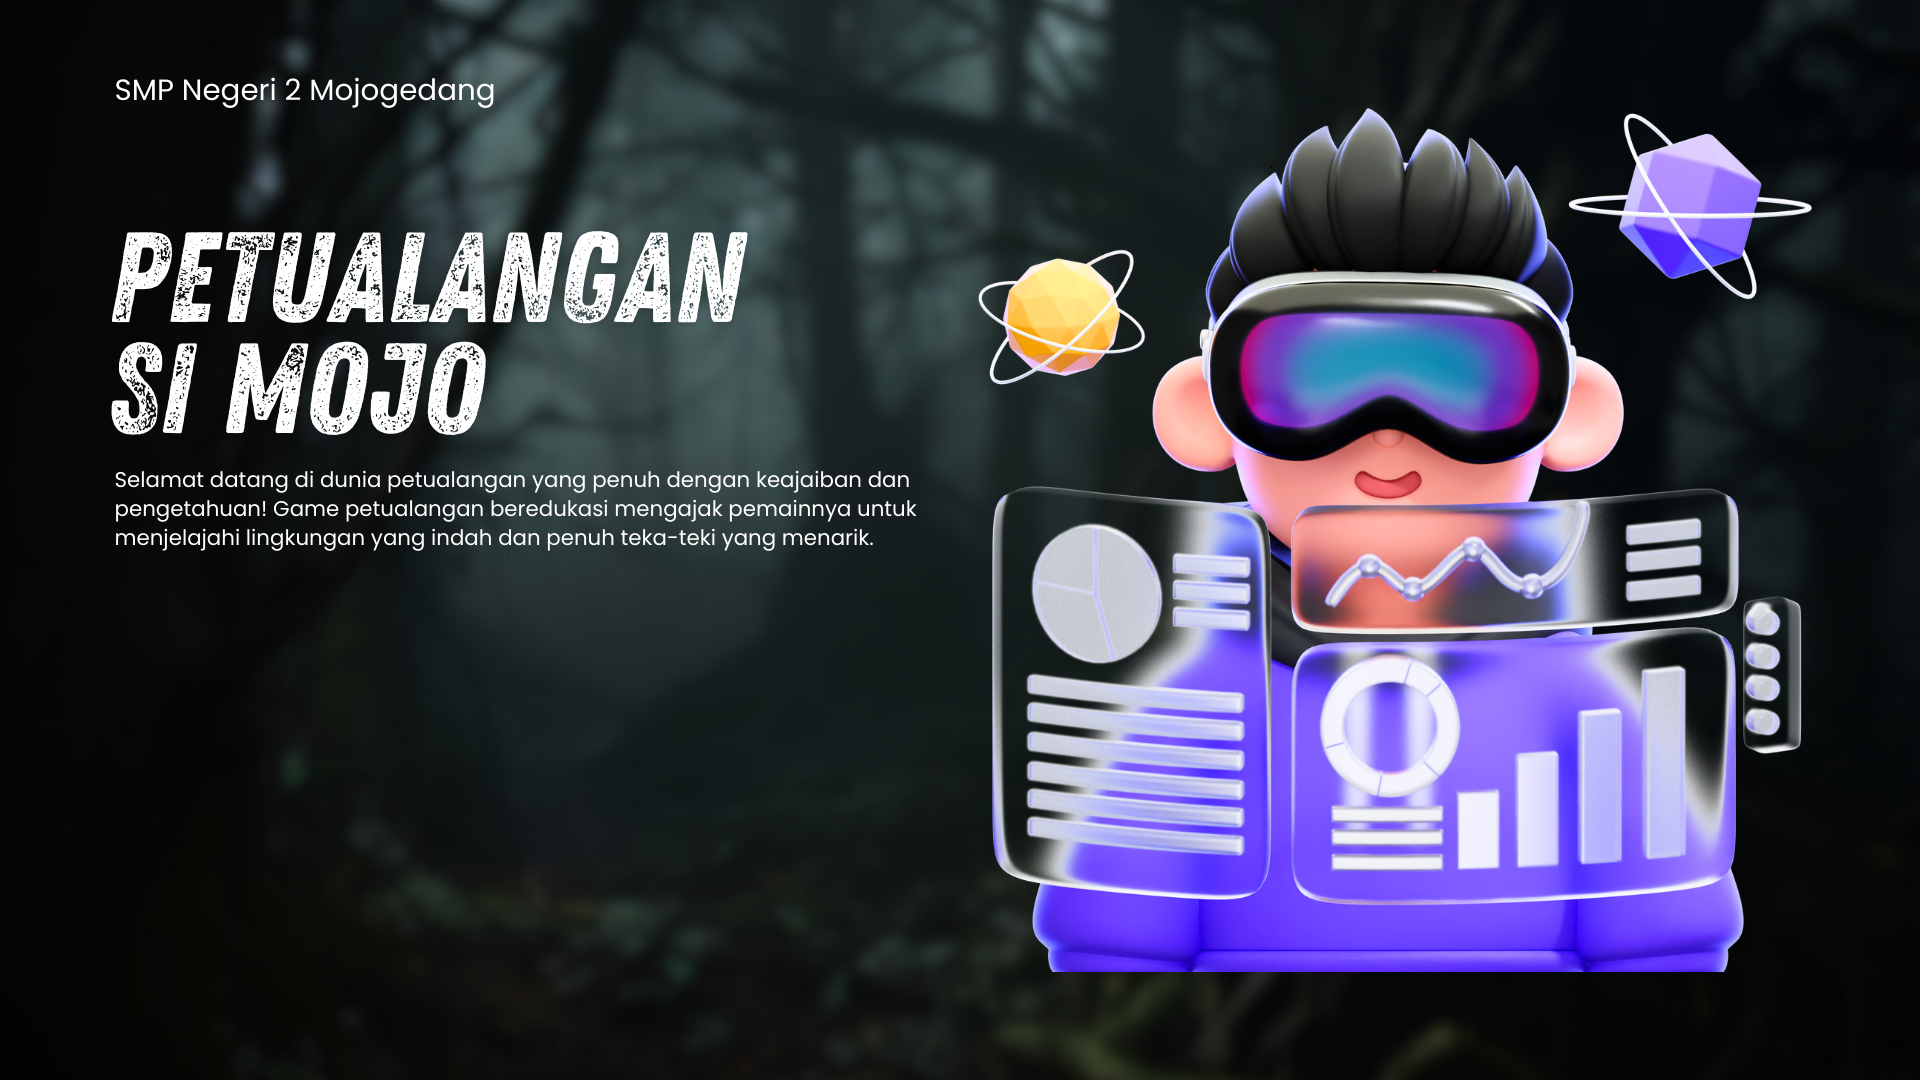 SMP Negeri 2 Mojogedang
PETUALANGAN
SI MOJO
Selamat datang di dunia petualangan yang penuh dengan keajaiban dan
pengetahuan! Game petualangan beredukasi mengajak pemainnya untuk
menjelajahi lingkungan yang indah dan penuh teka-teki yang menarik.